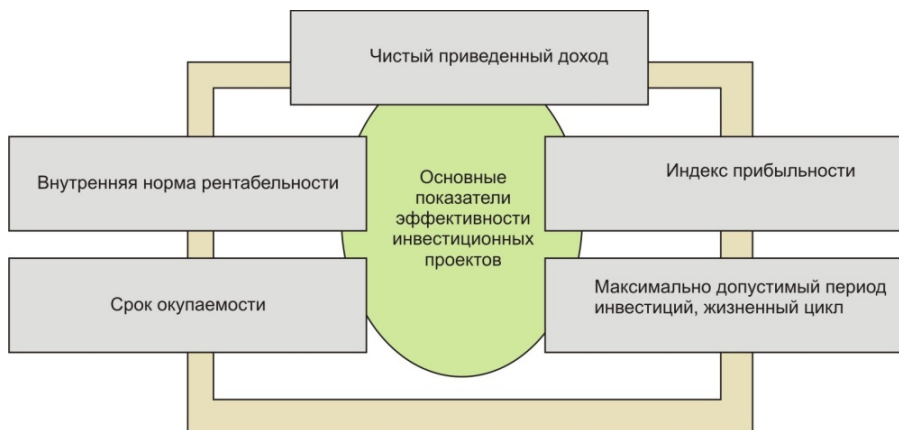 Чистый приведенный доход
Внутренняя норма рентабельности
Индекс прибыльности
Основные
показатели
эффективности
инвестиционных
проектов
Срок окупаемости
Максимально допустимый период
инвестиций, жизненный цикл